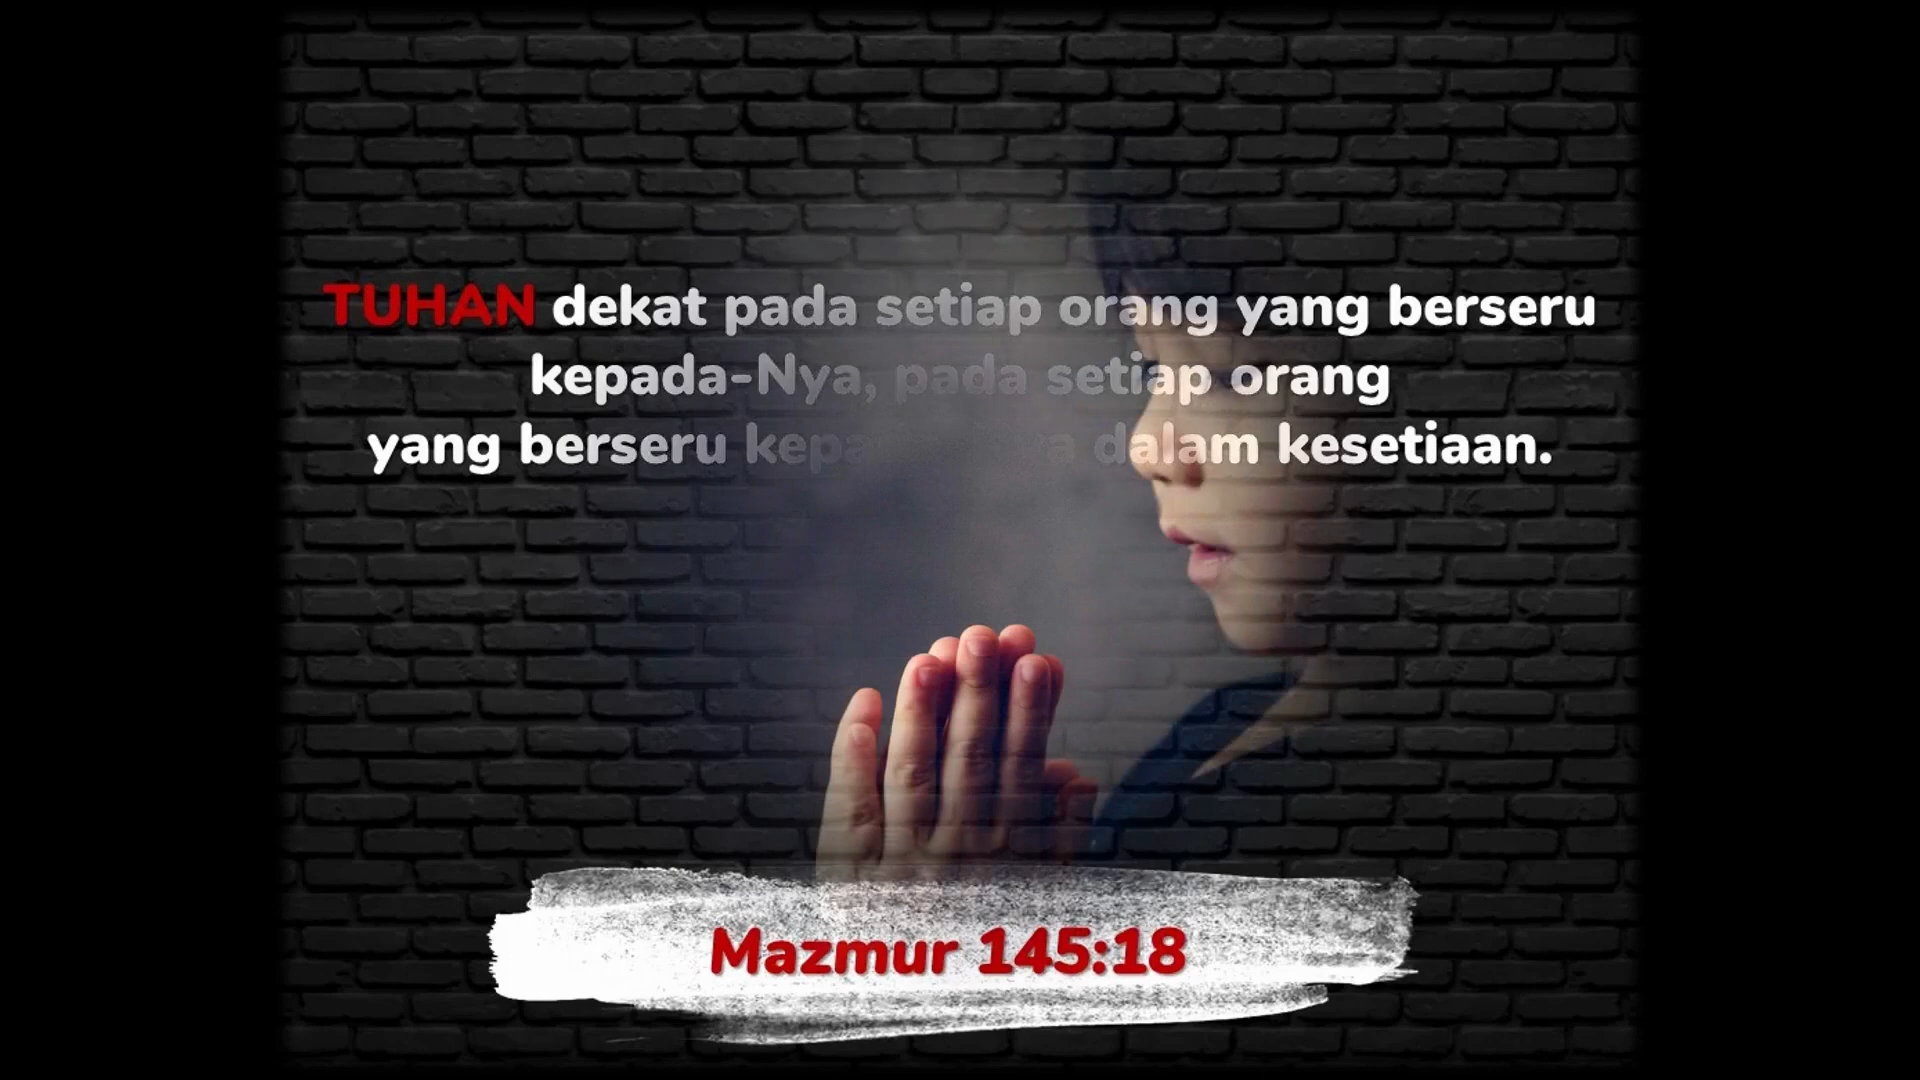 TUHAN dekat pada setiap orang yang berseru
kepada-Nya, pada setiap orang
yang berseru dalam kesetiaan.
Mazmur 145:18